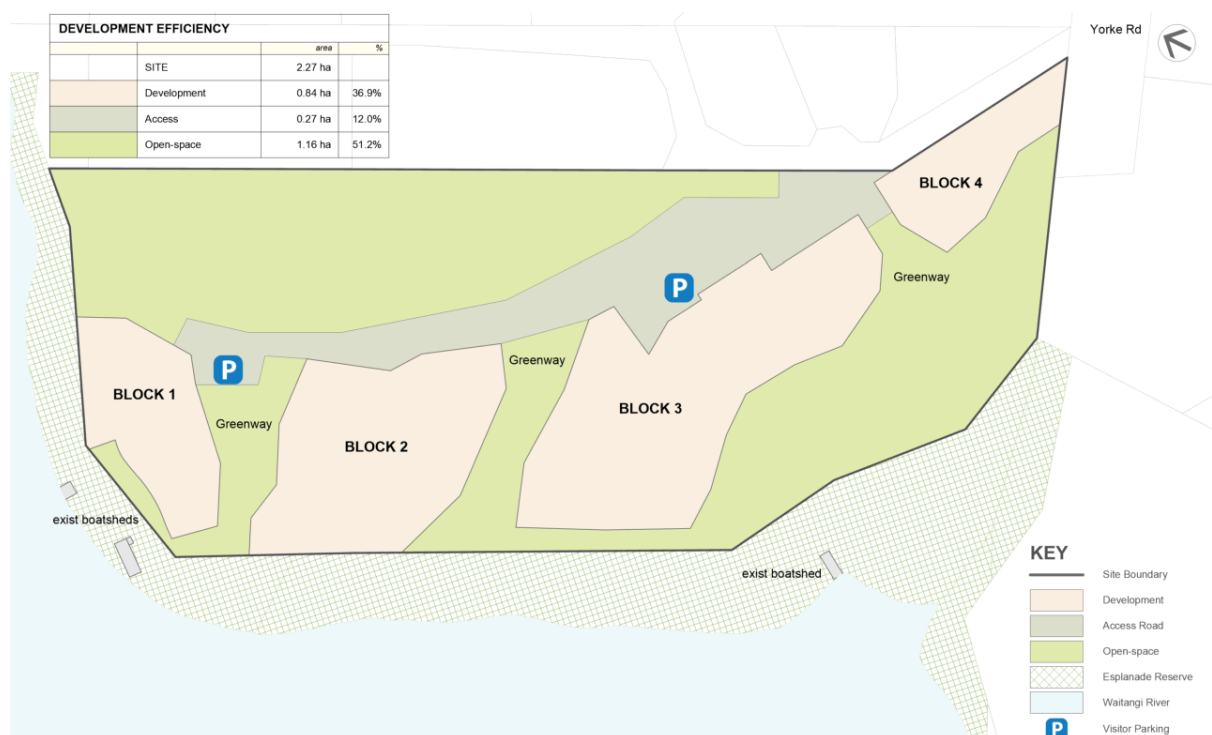 DEVELOPMENT EFFICIENCY
area %
SITE 2.27 ha
Development 0.84 ha 36.9%
Access 0.27 ha 12.0%
Open-space 1.16 ha 51.2%
Yorke Rd
BLOCK 4
Greenway
P
Greenway
P
BLOCK 1
BLOCK 3
Greenway
BLOCK 2
exist boatsheds
exist boatshed
KEY
Site Boundary
Development
Access Road
Open-space
Esplanade Reserve
Waitangi River
P Visitor Parking